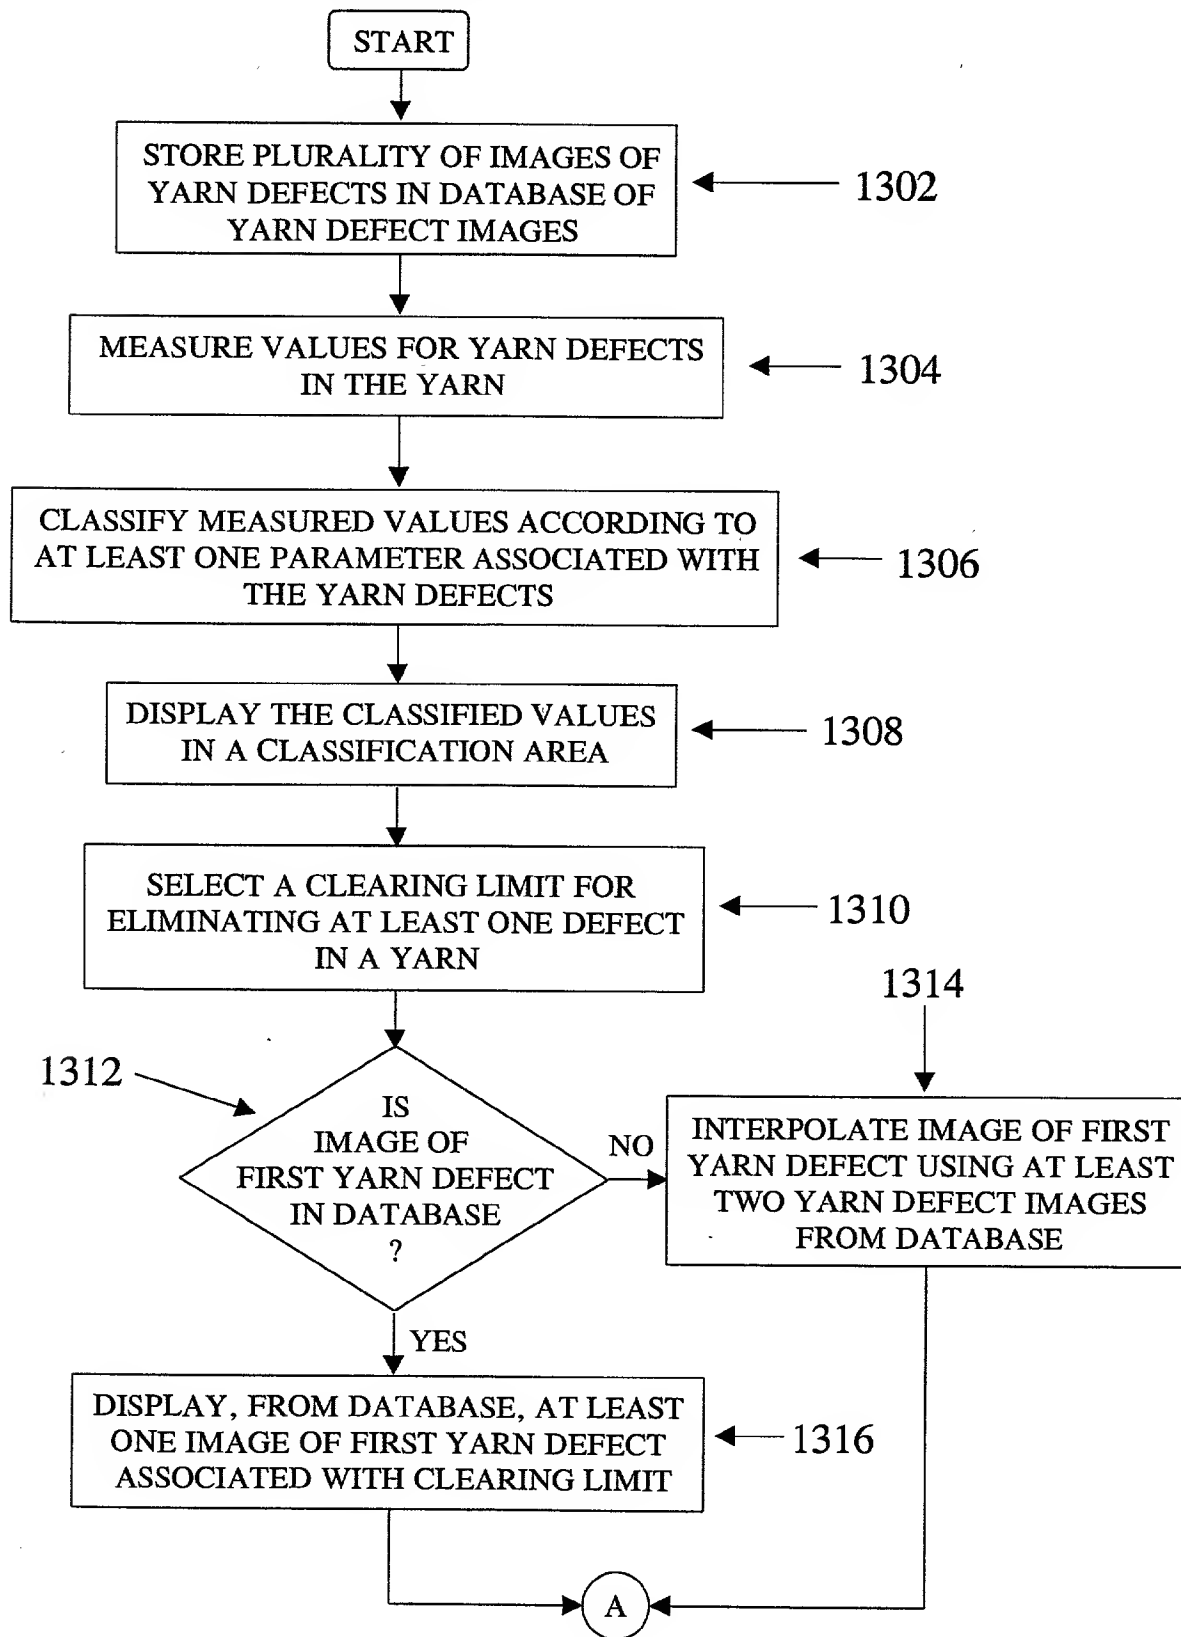 START
STORE PLURALITY OF IMAGES OF
YARN DEFECTS IN DATABASE OF
YARN DEFECT IMAGES
1302
MEASURE VALUES FOR YARN DEFECTS
IN THE YARN
1304
CLASSIFY MEASURED VALUES ACCORDING TO
AT LEAST ONE PARAMETER ASSOCIATED WITH
THE YARN DEFECTS
1306
DISPLAY THE CLASSIFIED VALUES
IN A CLASSIFICATION AREA
1308
SELECT A CLEARING LIMIT FOR
ELIMINATING AT LEAST ONE DEFECT
IN A YARN
1310
1312
IS
IMAGE OF
FIRST YARN DEFECT
IN DATABASE
?
NO
1314
INTERPOLATE IMAGE OF FIRST
YARN DEFECT USING AT LEAST
TWO YARN DEFECT IMAGES
FROM DATABASE
YES
DISPLAY, FROM DATABASE, AT LEAST
ONE IMAGE OF FIRST YARN DEFECT
ASSOCIATED WITH CLEARING LIMIT
1316
A